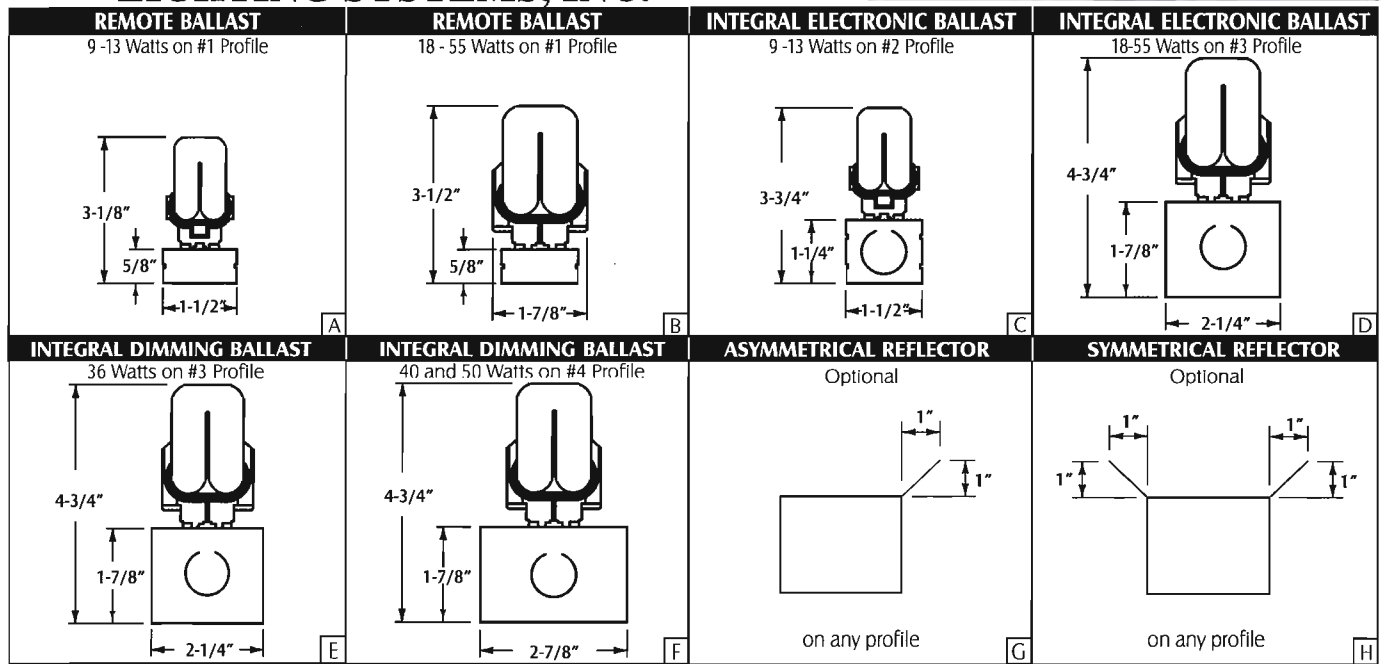 REMOTE BALLAST
9 -13 Watts on #1 Profile
3-1/8”
5/8”
1-1/2”
A
REMOTE BALLAST
18 - 55 Watts on #1 Profile
3-1/2”
5/8”
1-7/8”
B
INTEGRAL ELECTRONIC BALLAST
9 -13 Watts on #2 Profile
3-3/4”
1-1/4”
1-1/2”
C
INTEGRAL ELECTRONIC BALLAST
18-55 Watts on #3 Profile
4-3/4”
1-7/8”
2-1/4”
D
INTEGRAL DIMMING BALLAST
36 Watts on #3 Profile
4-3/4”
1-7/8”
2-1/4”
E
INTEGRAL DIMMING BALLAST
40 and 50 Watts on #4 Profile
4-3/4”
1-7/8”
2-7/8”
F
ASYMMETRICAL REFLECTOR
Optional
1”
1”
on any profile
G
SYMMETRICAL REFLECTOR
Optional
1”
1”
1”
1”
on any profile
H